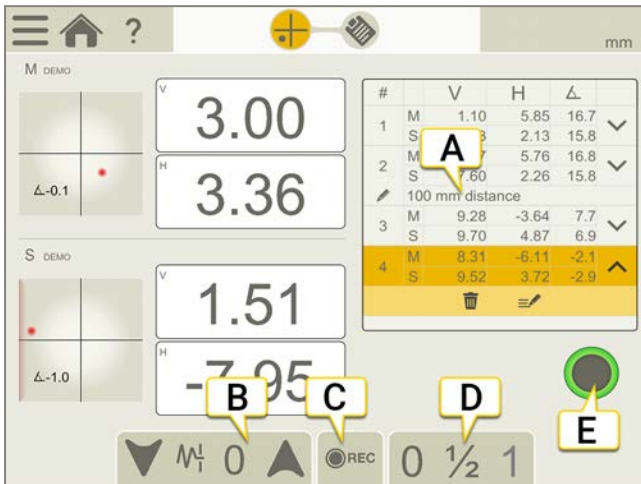 ?
mm
M DEMO
∡-0.1
V
3.00
H
3.36
# V H ∡
1 M 1.10 5.85 16.7
S 2.13 15.8
2 M 5.76 16.8
S 7.60 2.26 15.8
100 mm distance
3 M 9.28 -3.64 7.7
S 9.70 4.87 6.9
4 M 8.31 -6.11 -2.1
S 9.52 3.72 -2.9
A
S DEMO
∡-1.0
V
1.51
H
-7.95
B
C
D
E
0
REC
0 ½ 1